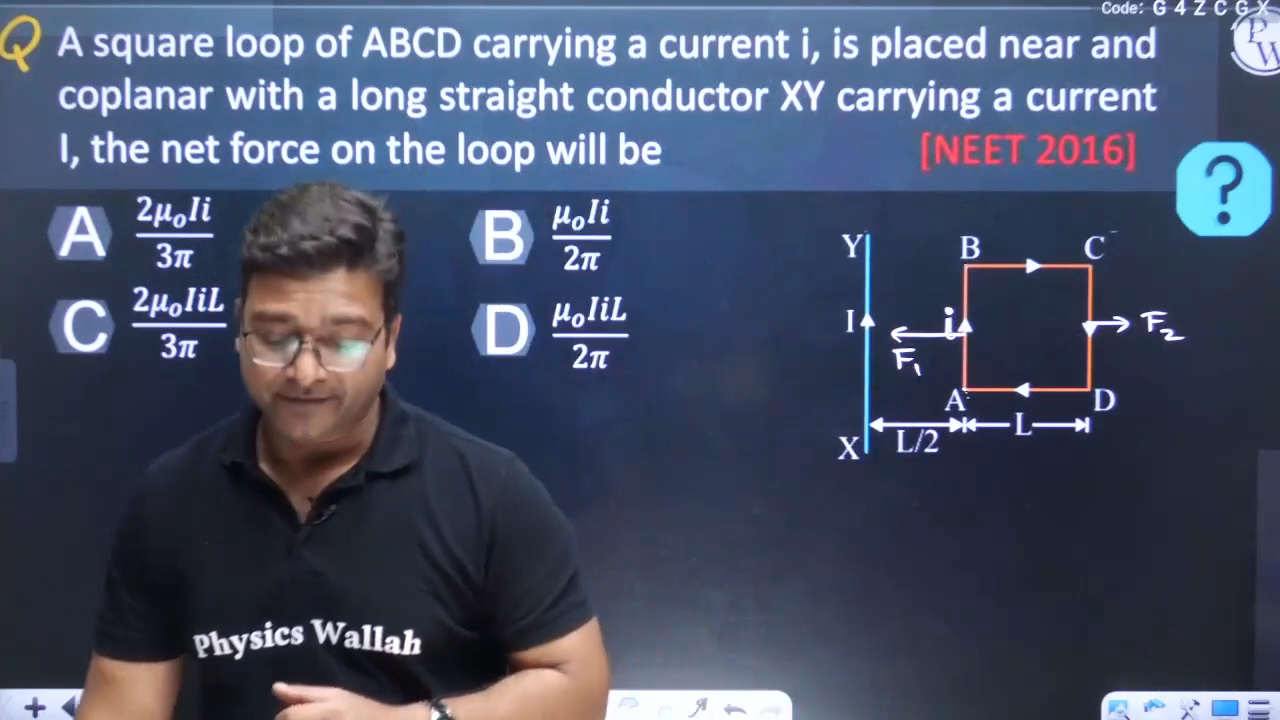 Code: G 4 Z C G X
Q A square loop of ABCD carrying a current i, is placed near and
coplanar with a long straight conductor XY carrying a current
I, the net force on the loop will be [NEET 2016]
PW
?
A 2μ₀Ii/3π B μ₀Ii/2π
C 2μ₀IiL/3π D μ₀IiL/2π
Y B C
I i F₂
F₁
A D
X L/2 L
Physics Wallah